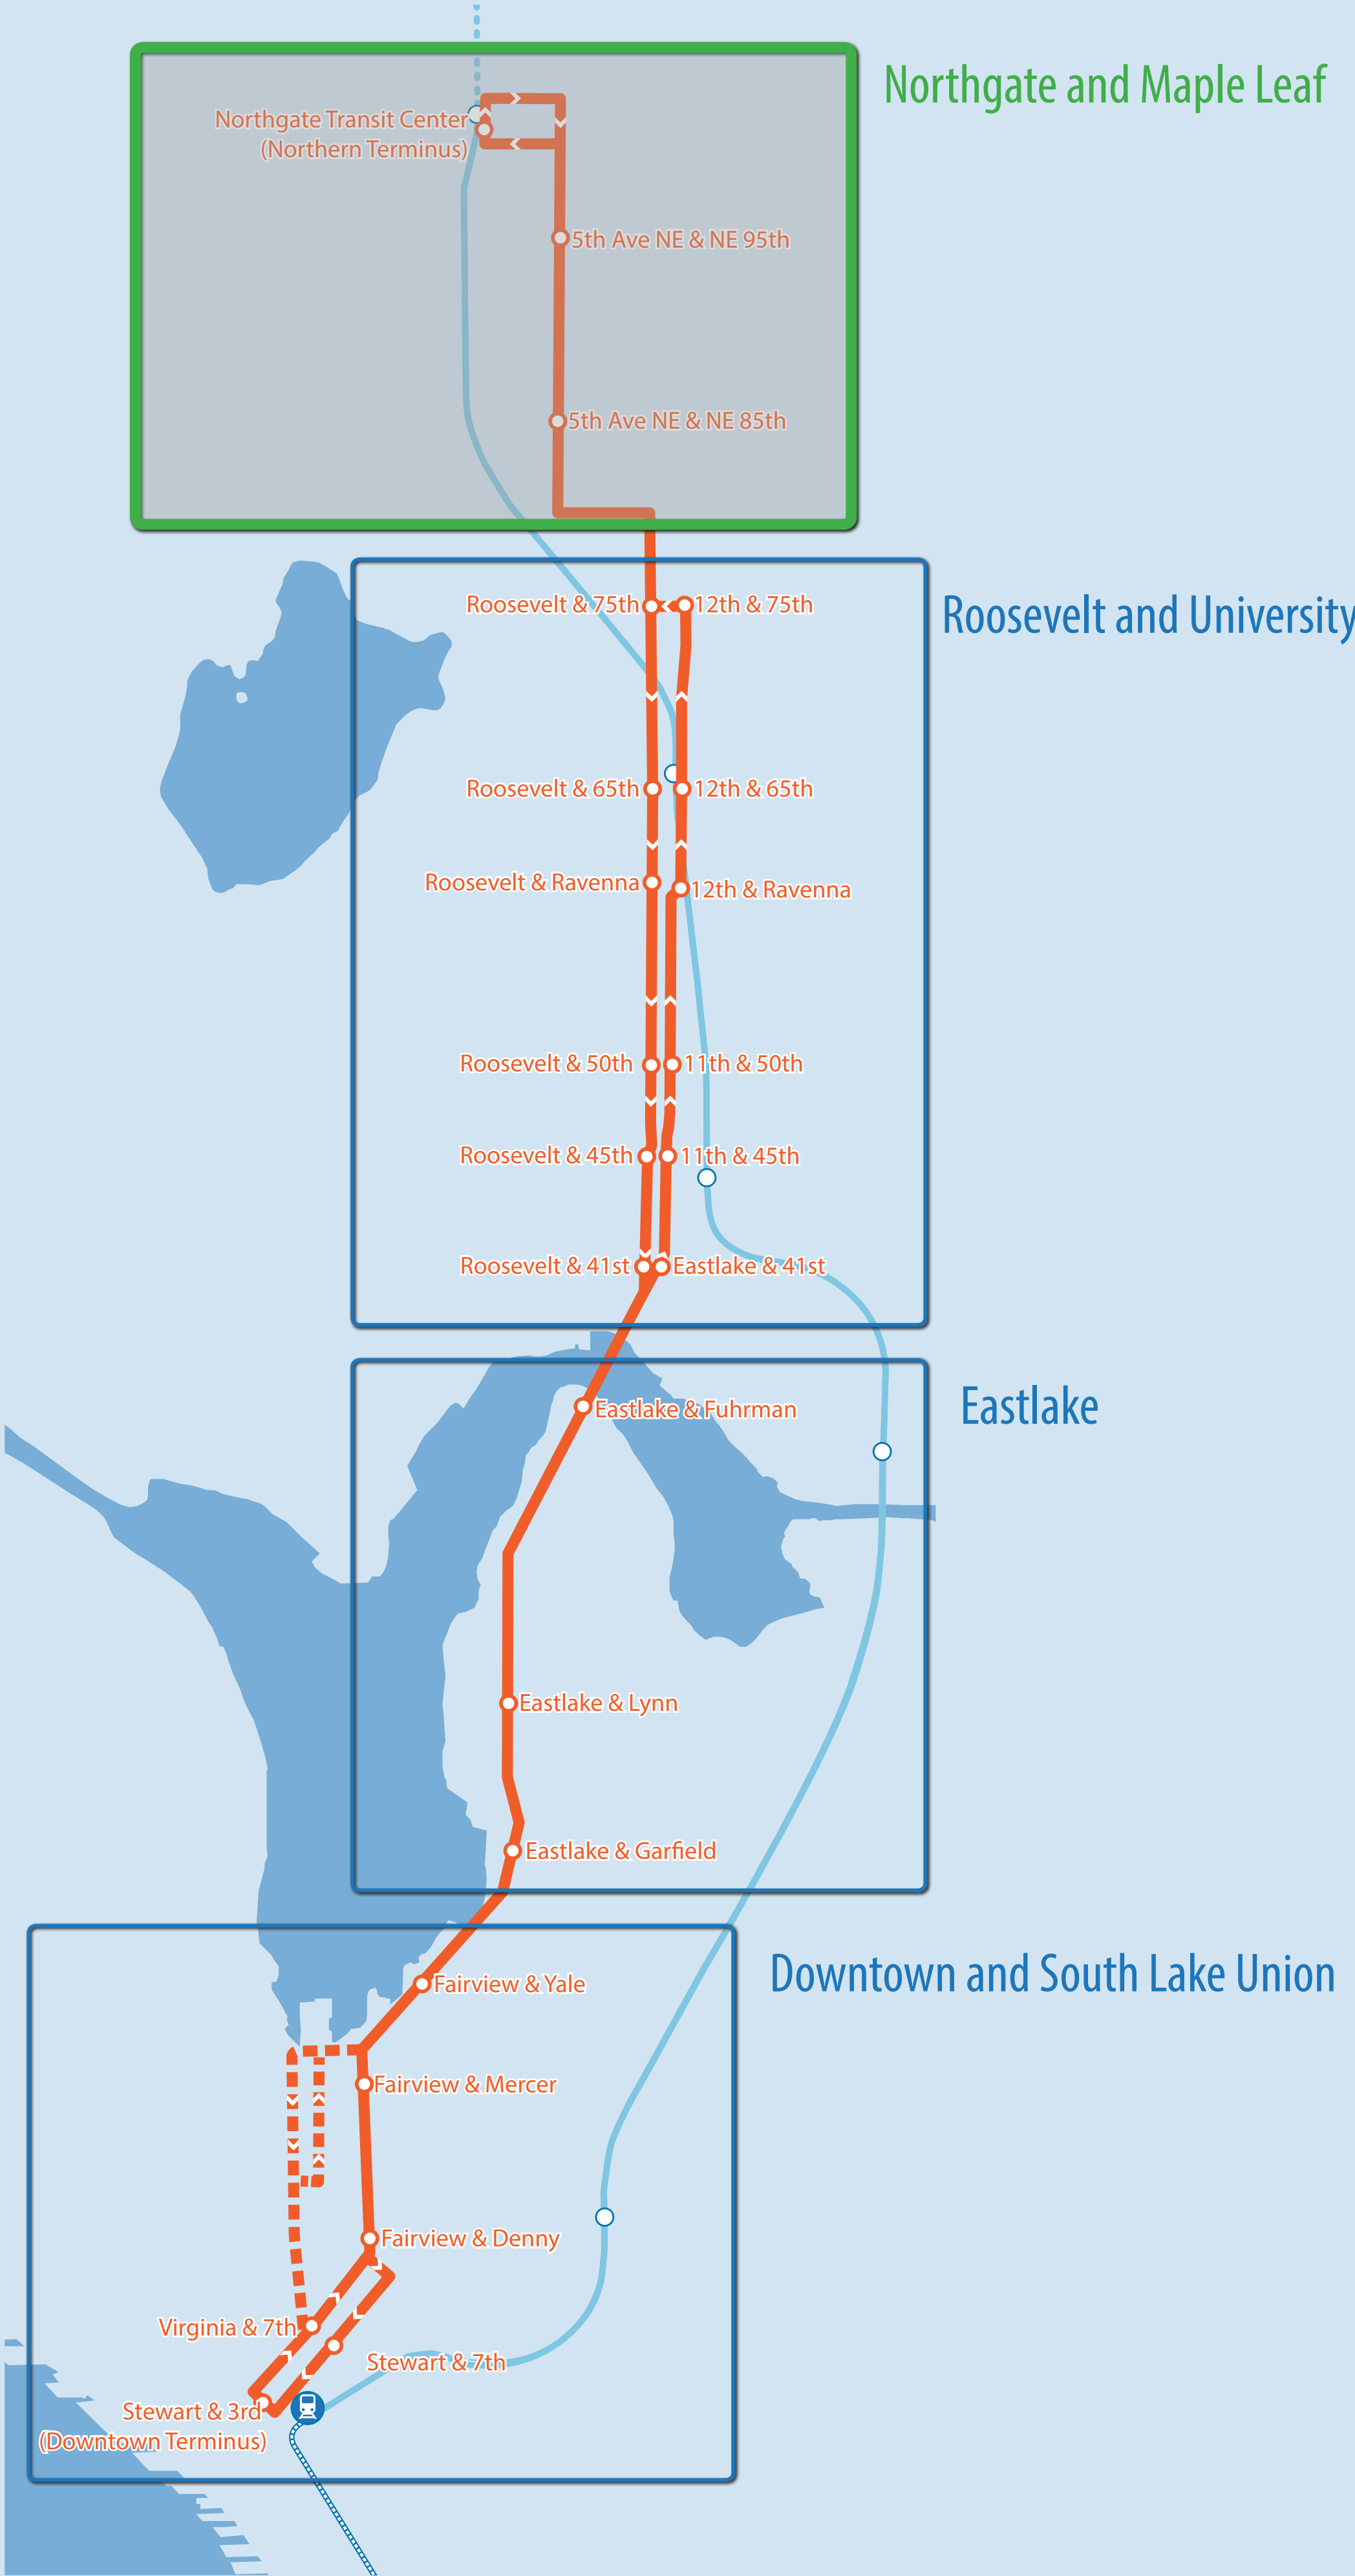 Northgate and Maple Leaf
Northgate Transit Center
(Northern Terminus)
5th Ave NE & NE 95th
5th Ave NE & NE 85th
Roosevelt and University
Roosevelt & 75th
12th & 75th
Roosevelt & 65th
12th & 65th
Roosevelt & Ravenna
12th & Ravenna
Roosevelt & 50th
11th & 50th
Roosevelt & 45th
11th & 45th
Roosevelt & 41st
Eastlake & 41st
Eastlake
Eastlake & Fuhrman
Eastlake & Lynn
Eastlake & Garfield
Downtown and South Lake Union
Fairview & Yale
Fairview & Mercer
Fairview & Denny
Virginia & 7th
Stewart & 7th
Stewart & 3rd
(Downtown Terminus)